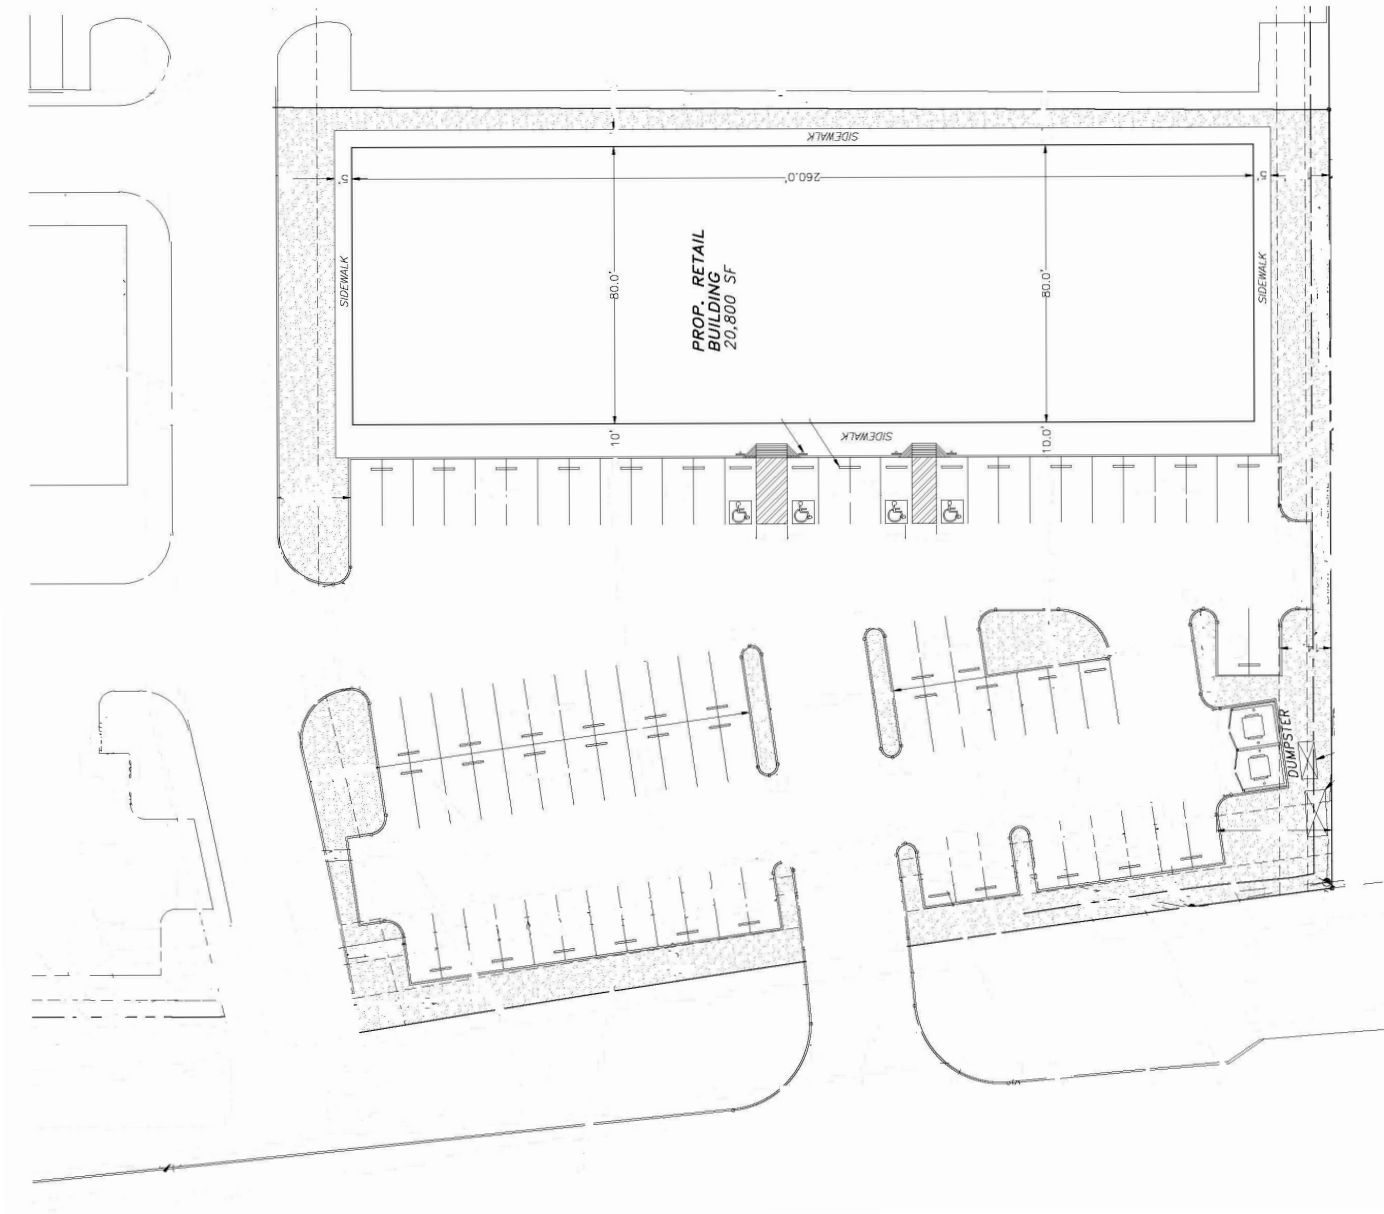 SIDEWALK
5'
260.0'
5'
SIDEWALK
80.0'
PROP. RETAIL
BUILDING
20,800 SF
80.0'
SIDEWALK
10'
SIDEWALK
10.0'
DUMPSTER